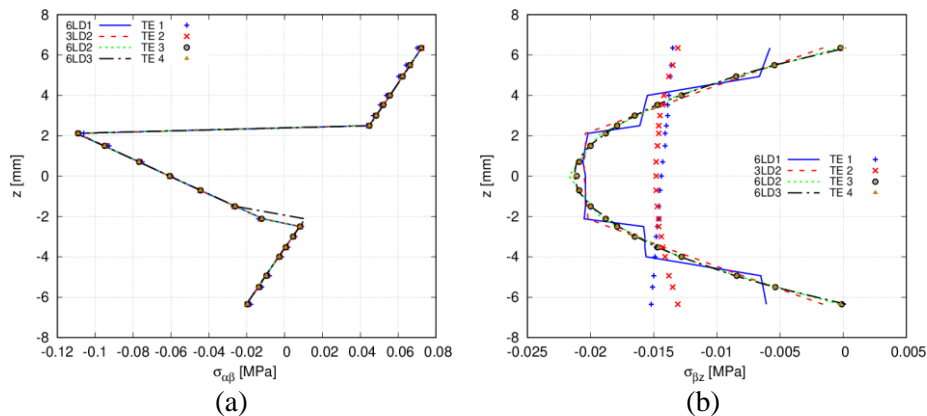 6LD1 TE 1
3LD2 TE 2
6LD2 TE 3
6LD3 TE 4
8
6
4
2
0
-2
-4
-6
-8
z [mm]
-0.12 -0.1 -0.08 -0.06 -0.04 -0.02 0 0.02 0.04 0.06 0.08
σαβ [MPa]
(a)
6LD1 TE 1
3LD2 TE 2
6LD2 TE 3
6LD3 TE 4
8
6
4
2
0
-2
-4
-6
-8
z [mm]
-0.025 -0.02 -0.015 -0.01 -0.005 0 0.005
σβz [MPa]
(b)